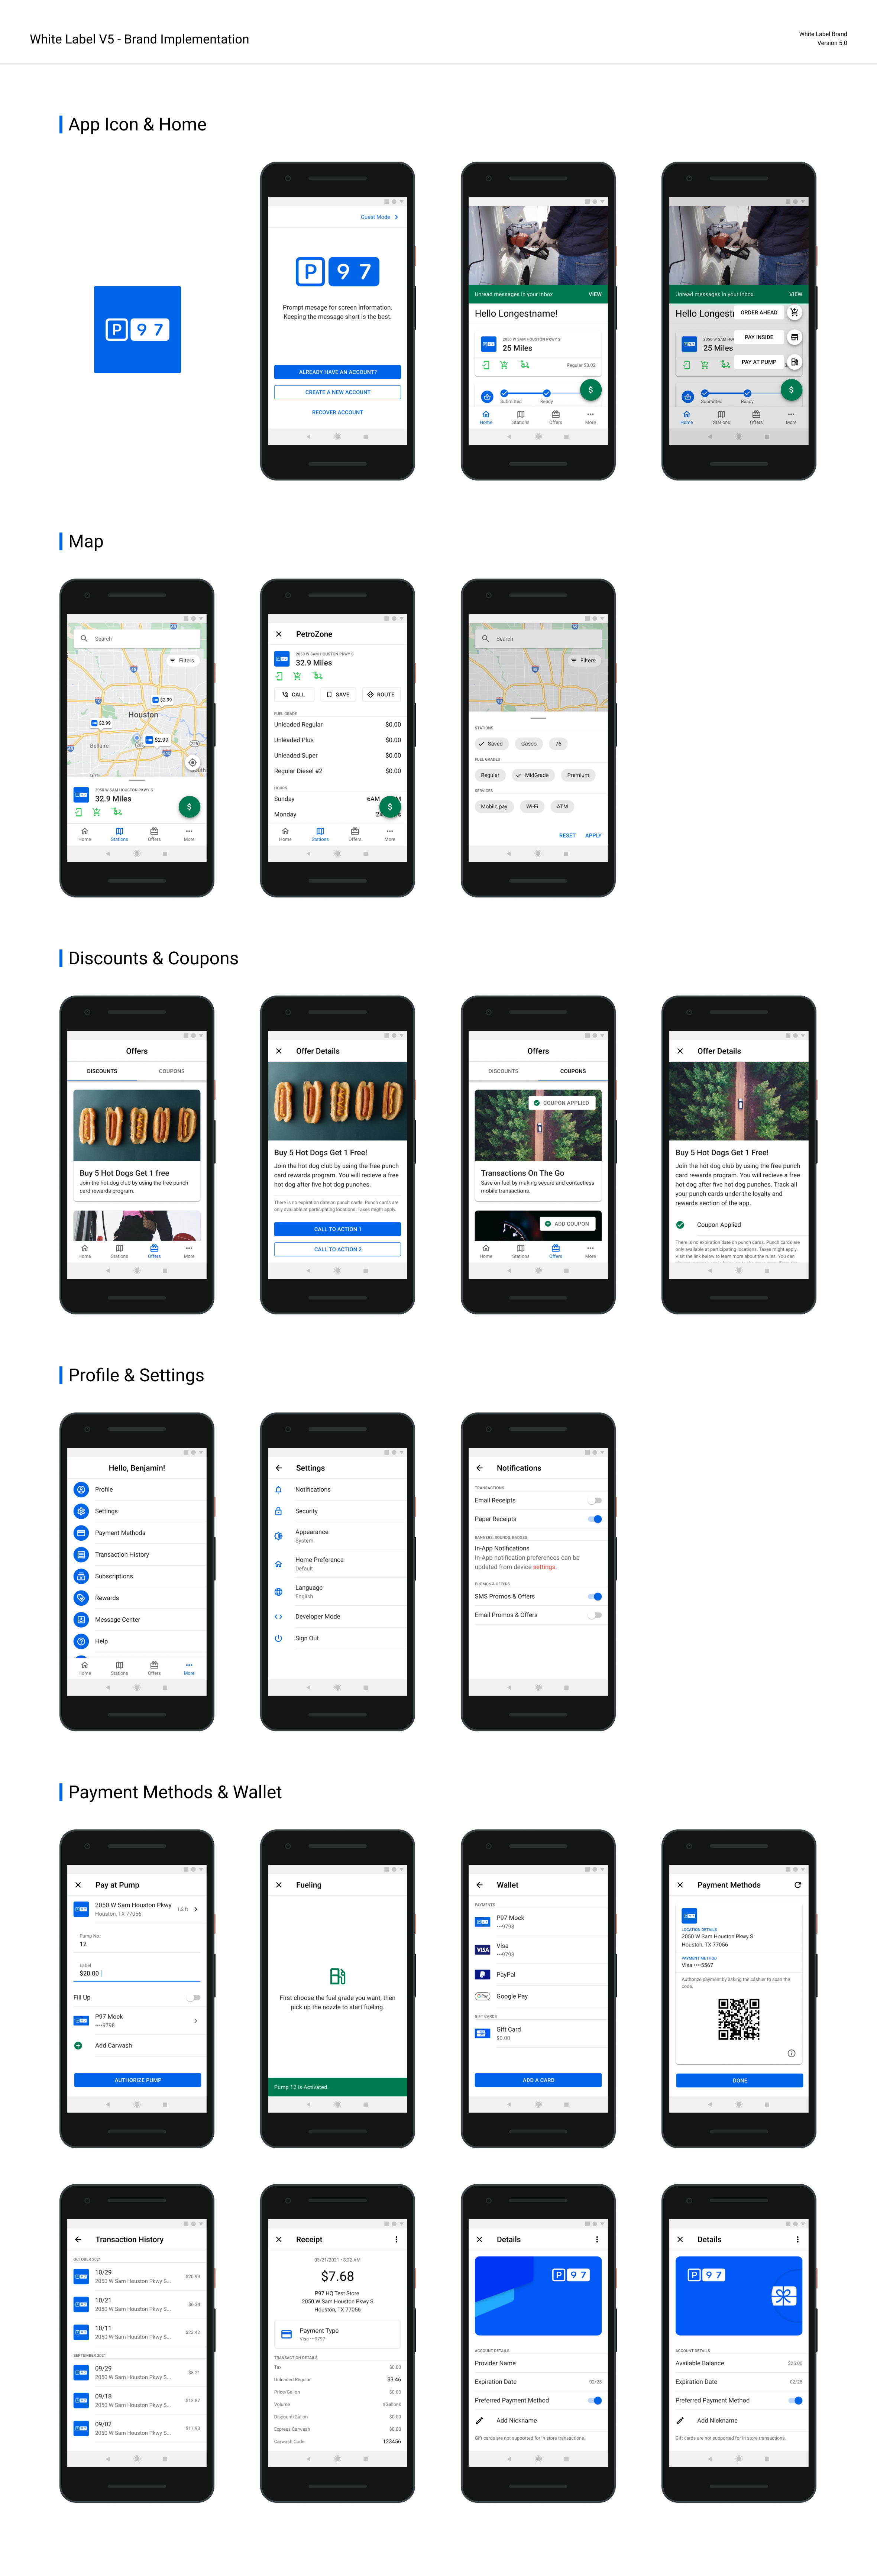 White Label V5 - Brand Implementation
White Label Brand
Version 5.0
App Icon & Home
P 97
Guest Mode
P 97
Prompt mesage for screen information.
Keeping the message short is the best.
ALREADY HAVE AN ACCOUNT?
CREATE A NEW ACCOUNT
RECOVER ACCOUNT
Unread messages in your inbox VIEW
Hello Longestname!
2050 W SAM HOUSTON PKWY S
25 Miles
Regular $3.02
Submitted Ready
Home Stations Offers More
Unread messages in your inbox VIEW
Hello Longest
ORDER AHEAD
2050 W SAM HOUS
25 Miles
PAY INSIDE
PAY AT PUMP
Submitted Ready
Home Stations Offers More
Map
Search
Filters
$2.99
Houston
$2.99
$2.99
Bellaire
2050 W SAM HOUSTON PKWY S
32.9 Miles
Home Stations Offers More
PetroZone
2050 W SAM HOUSTON PKWY S
32.9 Miles
CALL SAVE ROUTE
FUEL GRADE
Unleaded Regular $0.00
Unleaded Plus $0.00
Unleaded Super $0.00
Regular Diesel #2 $0.00
HOURS
Sunday 6AM
Monday
Home Stations Offers More
Search
Filters
STATIONS
Saved Gasco 76
FUEL GRADES
Regular MidGrade Premium
SERVICES
Mobile pay Wi-Fi ATM
RESET APPLY
Discounts & Coupons
Offers
DISCOUNTS COUPONS
Buy 5 Hot Dogs Get 1 free
Join the hot dog club by using the free punch
card rewards program.
Home Stations Offers More
Offer Details
Buy 5 Hot Dogs Get 1 Free!
Join the hot dog club by using the free punch
card rewards program. You will recieve a free
hot dog after five hot dog punches.
There is no expiration date on punch cards. Punch cards are
only available at participating locations. Taxes might apply.
CALL TO ACTION 1
CALL TO ACTION 2
Offers
DISCOUNTS COUPONS
COUPON APPLIED
Transactions On The Go
Save on fuel by making secure and contactless
mobile transactions.
ADD COUPON
Home Stations Offers More
Offer Details
Buy 5 Hot Dogs Get 1 Free!
Join the hot dog club by using the free punch
card rewards program. You will recieve a free
hot dog after five hot dog punches. Track all
your punch cards under the loyalty and
rewards section of the app.
Coupon Applied
There is no expiration date on punch cards. Punch cards are
only available at participating locations. Taxes might apply.
Visit the link below to learn more about the rules. You can
Profile & Settings
Hello, Benjamin!
Profile
Settings
Payment Methods
Transaction History
Subscriptions
Rewards
Message Center
Help
Home Stations Offers More
Settings
Notifications
Security
Appearance
System
Home Preference
Default
Language
English
Developer Mode
Sign Out
Notifications
TRANSACTIONS
Email Receipts
Paper Receipts
BANNERS, SOUNDS, BADGES
In-App Notifications
In-App notification preferences can be
updated from device settings.
PROMOS & OFFERS
SMS Promos & Offers
Email Promos & Offers
Payment Methods & Wallet
Pay at Pump
2050 W Sam Houston Pkwy
Houston, TX 77056
1.2 ft
Pump No.
12
Label
$20.00
Fill Up
P97 Mock
••••9798
Add Carwash
AUTHORIZE PUMP
Fueling
First choose the fuel grade you want, then
pick up the nozzle to start fueling.
Pump 12 is Activated.
Wallet
PAYMENTS
P97 Mock
••••9798
VISA
Visa
••••9798
PayPal
G Pay
Google Pay
GIFT CARDS
Gift Card
$0.00
ADD A CARD
Payment Methods
LOCATION DETAILS
2050 W Sam Houston Pkwy S
Houston, TX 77056
PAYMENT METHOD
Visa ••••5567
Authorize payment by asking the cashier to scan the
code.
DONE
Transaction History
OCTOBER 2021
10/29
2050 W Sam Houston Pkwy S...
$20.94
10/21
2050 W Sam Houston Pkwy S...
$6.34
10/11
2050 W Sam Houston Pkwy S...
$23.42
SEPTEMBER 2021
09/29
2050 W Sam Houston Pkwy S...
$8.21
09/18
2050 W Sam Houston Pkwy S...
$13.87
09/02
2050 W Sam Houston Pkwy S...
$17.93
Receipt
03/21/2021 • 8:22 AM
$7.68
P97 HQ Test Store
2050 W Sam Houston Pkwy S
Houston, TX 77056
Payment Type
Visa ••••9797
TRANSACTION DETAILS
Tax $0.00
Unleaded Regular $3.46
Price/Gallon $0.00
Volume #Gallons
Discount/Gallon $0.00
Express Carwash $0.00
Carwash Code 123456
Details
P 97
ACCOUNT DETAILS
Provider Name
Expiration Date 02/25
Preferred Payment Method
Add Nickname
Gift cards are not supported for in store transactions.
Details
P 97
ACCOUNT DETAILS
Available Balance $25.00
Expiration Date 02/25
Preferred Payment Method
Add Nickname
Gift cards are not supported for in store transactions.